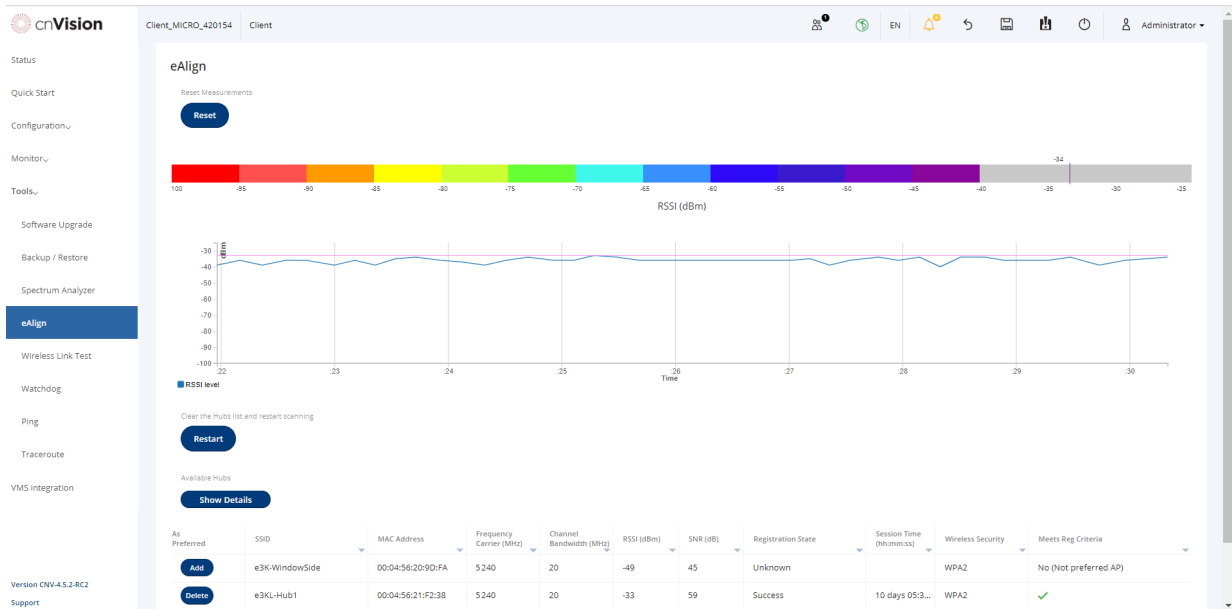 cnVision
Client_MICRO_420154 Client
1
EN
4
Administrator
Status
Quick Start
Configuration
Monitor
Tools
Software Upgrade
Backup / Restore
Spectrum Analyzer
eAlign
Wireless Link Test
Watchdog
Ping
Traceroute
VMS integration
Version CNV-4.5.2-RC2
Support
eAlign
Reset Measurements
Reset
-34
100 -95 -90 -85 -80 -75 -70 -65 -60 -55 -50 -45 -40 -35 -30 -25
RSSI (dBm)
dBm
-30
-40
-50
-60
-70
-80
-90
-100
:22 :23 :24 :25 :26 :27 :28 :29 :30
Time
RSSI level
Clear the Hubs list and restart scanning
Restart
Available Hubs
Show Details
As Preferred SSID MAC Address Frequency Carrier (MHz) Channel Bandwidth (MHz) RSSI (dBm) SNR (dB) Registration State Session Time (hh:mm:ss) Wireless Security Meets Reg Criteria
Add e3K-WindowSide 00:04:56:20:9D:FA 5240 20 -49 45 Unknown WPA2 No (Not preferred AP)
Delete e3KL-Hub1 00:04:56:21:F2:38 5240 20 -33 59 Success 10 days 05:3... WPA2